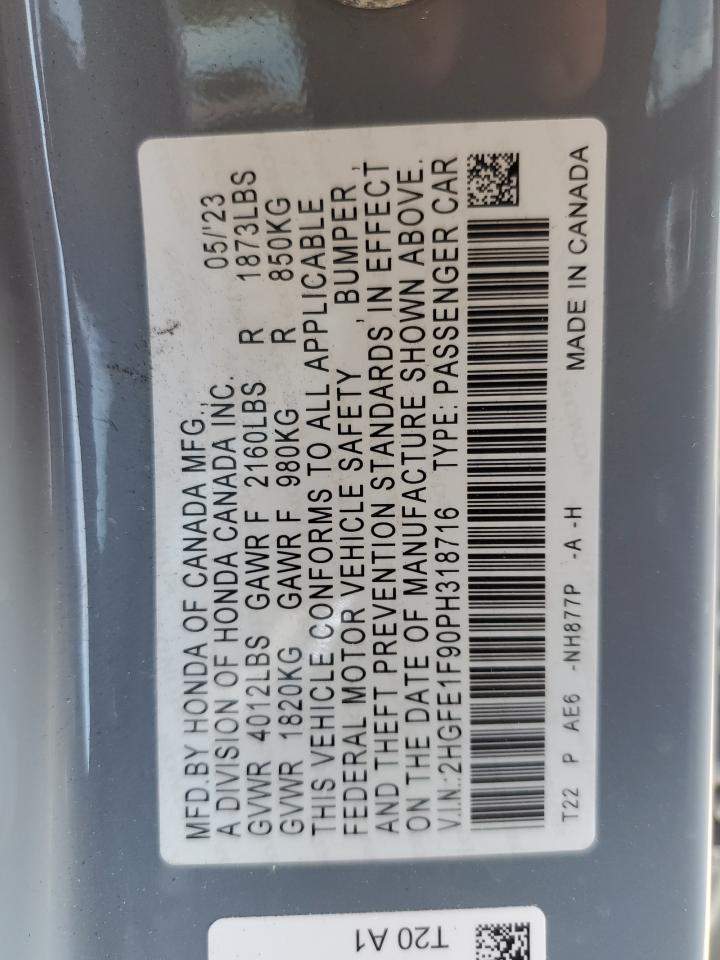 MFD.BY HONDA OF CANADA MFG., 05/'23
A DIVISION OF HONDA CANADA INC.
GVWR 4012LBS GAWR F 2160LBS R 1873LBS
GVWR 1820KG GAWR F 980KG R 850KG
THIS VEHICLE CONFORMS TO ALL APPLICABLE
FEDERAL MOTOR VEHICLE SAFETY , BUMPER ,
AND THEFT PREVENTION STANDARDS IN EFFECT
ON THE DATE OF MANUFACTURE SHOWN ABOVE.
V.I.N.:2HGFE1F90PH318716 TYPE: PASSENGER CAR
T22 P AE6 -NH877P -A -H MADE IN CANADA
T20 A1